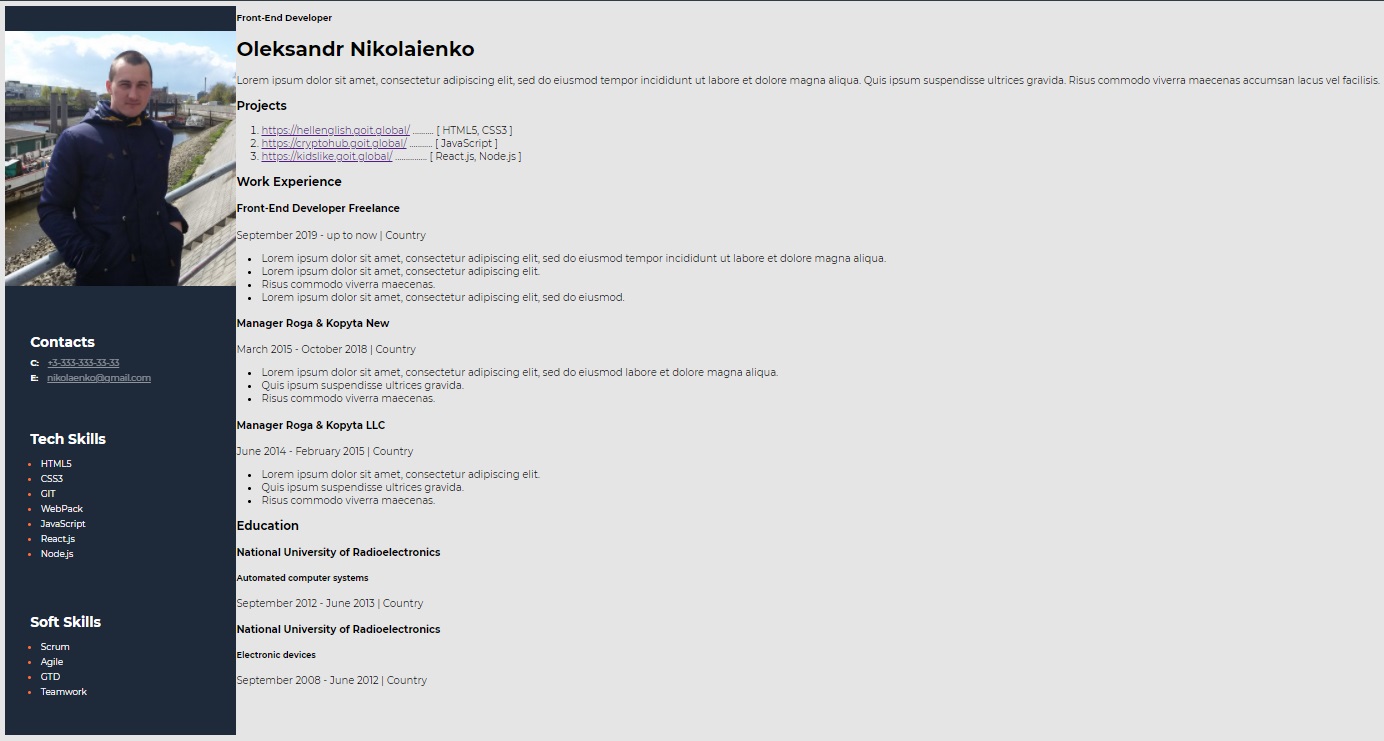 Front-End Developer
Oleksandr Nikolaienko
Lorem ipsum dolor sit amet, consectetur adipiscing elit, sed do eiusmod tempor incididunt ut labore et dolore magna aliqua. Quis ipsum suspendisse ultrices gravida. Risus commodo viverra maecenas accumsan lacus vel facilisis.
Projects
1. https://hellenglish.goit.global/ .......... [ HTML5, CSS3 ]
2. https://cryptohub.goit.global/ ........... [ JavaScript ]
3. https://kidslike.goit.global/ ............... [ React.js, Node.js ]
Work Experience
Front-End Developer Freelance
September 2019 - up to now | Country
• Lorem ipsum dolor sit amet, consectetur adipiscing elit, sed do eiusmod tempor incididunt ut labore et dolore magna aliqua.
• Lorem ipsum dolor sit amet, consectetur adipiscing elit.
• Risus commodo viverra maecenas.
• Lorem ipsum dolor sit amet, consectetur adipiscing elit, sed do eiusmod.
Manager Roga & Kopyta New
March 2015 - October 2018 | Country
• Lorem ipsum dolor sit amet, consectetur adipiscing elit, sed do eiusmod labore et dolore magna aliqua.
• Quis ipsum suspendisse ultrices gravida.
• Risus commodo viverra maecenas.
Manager Roga & Kopyta LLC
June 2014 - February 2015 | Country
• Lorem ipsum dolor sit amet, consectetur adipiscing elit.
• Quis ipsum suspendisse ultrices gravida.
• Risus commodo viverra maecenas.
Education
National University of Radioelectronics
Automated computer systems
September 2012 - June 2013 | Country
National University of Radioelectronics
Electronic devices
September 2008 - June 2012 | Country
Contacts
C: +3-333-333-33-33
E: nikolaenko@gmail.com
Tech Skills
• HTML5
• CSS3
• GIT
• WebPack
• JavaScript
• React.js
• Node.js
Soft Skills
• Scrum
• Agile
• GTD
• Teamwork